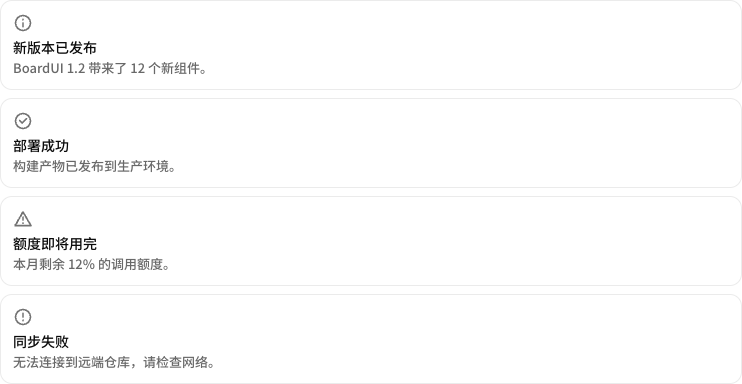 新版本已发布
BoardUI 1.2 带来了 12 个新组件。
部署成功
构建产物已发布到生产环境。
额度即将用完
本月剩余 12% 的调用额度。
同步失败
无法连接到远端仓库，请检查网络。